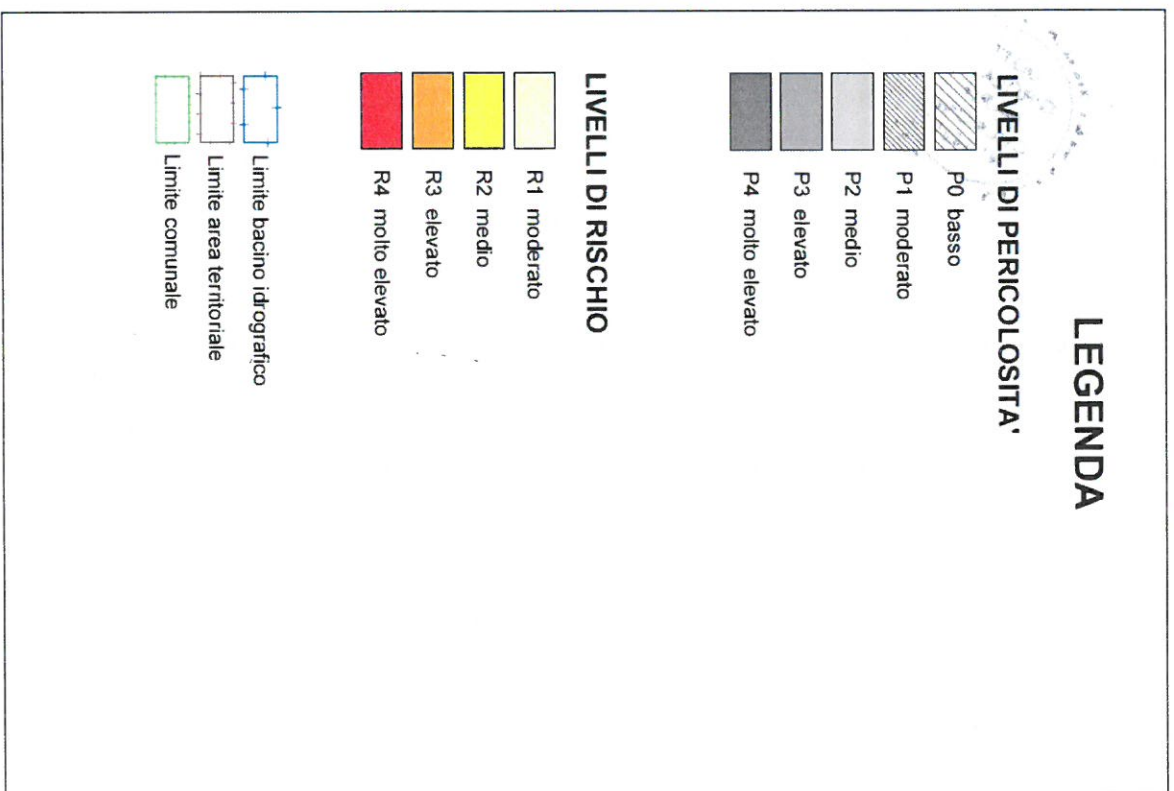 LEGENDA
LIVELLI DI PERICOLOSITA'
P0 basso
P1 moderato
P2 medio
P3 elevato
P4 molto elevato
LIVELLI DI RISCHIO
R1 moderato
R2 medio
R3 elevato
R4 molto elevato
Limite bacino idrografico
Limite area territoriale
Limite comunale